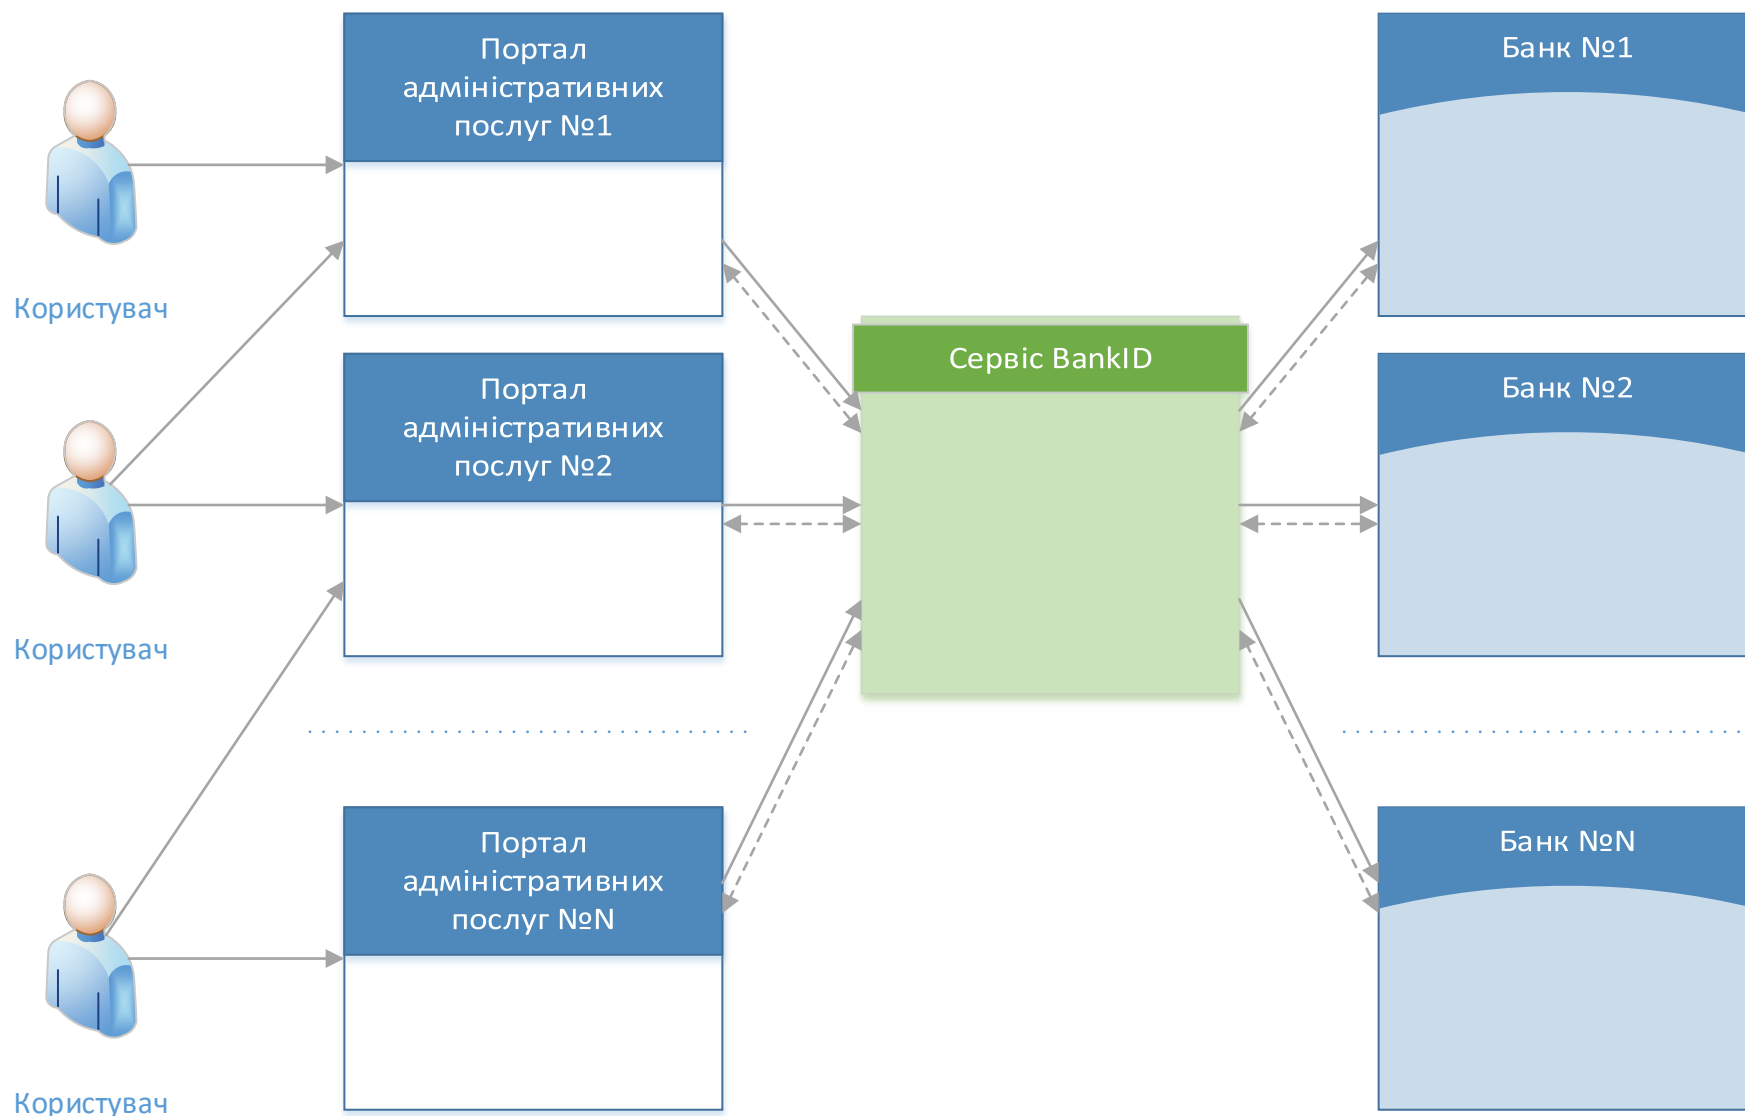 Портал
адміністративних
послуг №1
Банк №1
Користувач
Сервіс BankID
Портал
адміністративних
послуг №2
Банк №2
Користувач
Портал
адміністративних
послуг №N
Банк №N
Користувач